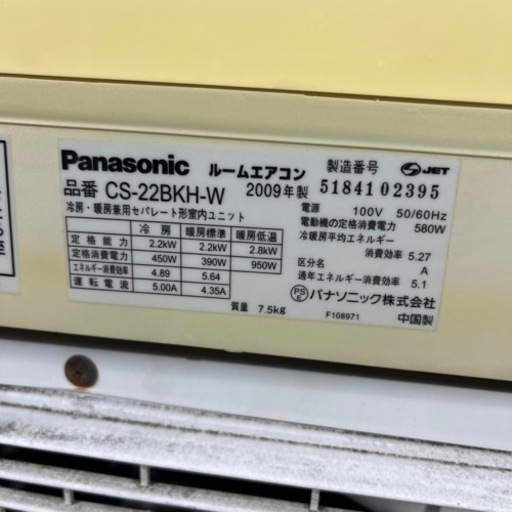 Panasonic ルームエアコン
品番 CS-22BKH-W 2009年製
冷房・暖房兼用セパレート形室内ユニット
冷房 暖房標準 暖房低温
定格能力 2.2kW 2.2kW 2.8kW
定格消費電力 450W 390W 950W
エネルギー消費効率 4.89 5.64
運転電流 5.00A 4.35A
質量 7.5kg
製造番号 JET
5184102395
電源 100V 50/60Hz
電動機の定格消費電力 580W
冷暖房平均エネルギー
消費効率 5.27
区分名 A
通年エネルギー消費効率 5.1
PSE パナソニック株式会社
F108971 中国製